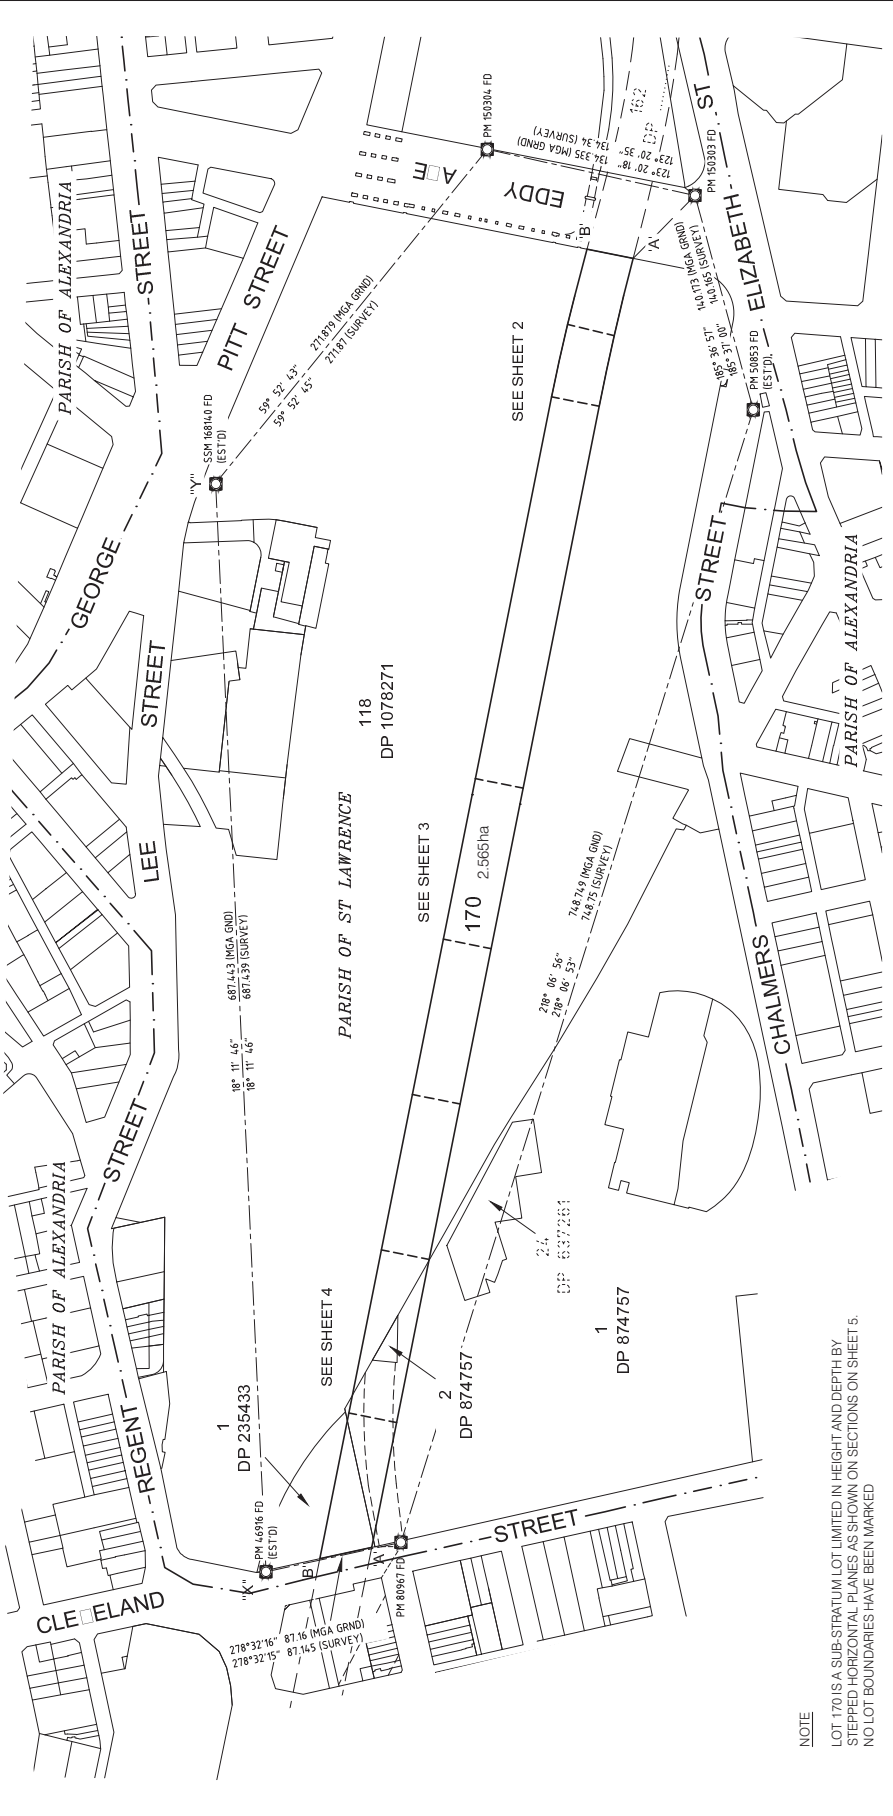 PARISH OF ALEXANDRIA
STREET
PITT STREET
GEORGE
"Y"
SSM 168140 FD
(EST'D)
59° 52' 43" 271.879 (MGA GRND)
59° 52' 45" 271.87 (SURVEY)
PM 150304 FD
EDDY A□E
123° 20' 18" 134.335 (MGA GRND)
123° 20' 35" 134.34 (SURVEY)
DP 162
PM 150303 FD
ELIZABETH ST
'B'
'A'
140.173 (MGA GRND)
140.165 (SURVEY)
185° 36' 57"
185° 37' 00"
PM 50853 FD
(EST'D)
SEE SHEET 2
STREET
PARISH OF ALEXANDRIA
LEE STREET
118
DP 1078271
PARISH OF ST LAWRENCE
SEE SHEET 3
170
2.565ha
748.749 (MGA GND)
748.75 (SURVEY)
218° 06' 56"
218° 06' 53"
687.443 (MGA GND)
687.439 (SURVEY)
18° 11' 46"
18° 11' 46"
CHALMERS
STREET
PARISH OF ALEXANDRIA
REGENT
24
DP 637261
SEE SHEET 4
1
DP 874757
2
DP 874757
1
DP 235433
PM 46916 FD
(EST'D)
"X"
'B'
'A'
PM 80967 FD
CLE□ELAND
STREET
278°32'16" 87.16 (MGA GRND)
278°32'15" 87.145 (SURVEY)
NOTE
LOT 170 IS A SUB-STRATUM LOT LIMITED IN HEIGHT AND DEPTH BY
STEPPED HORIZONTAL PLANES AS SHOWN ON SECTIONS ON SHEET 5.
NO LOT BOUNDARIES HAVE BEEN MARKED